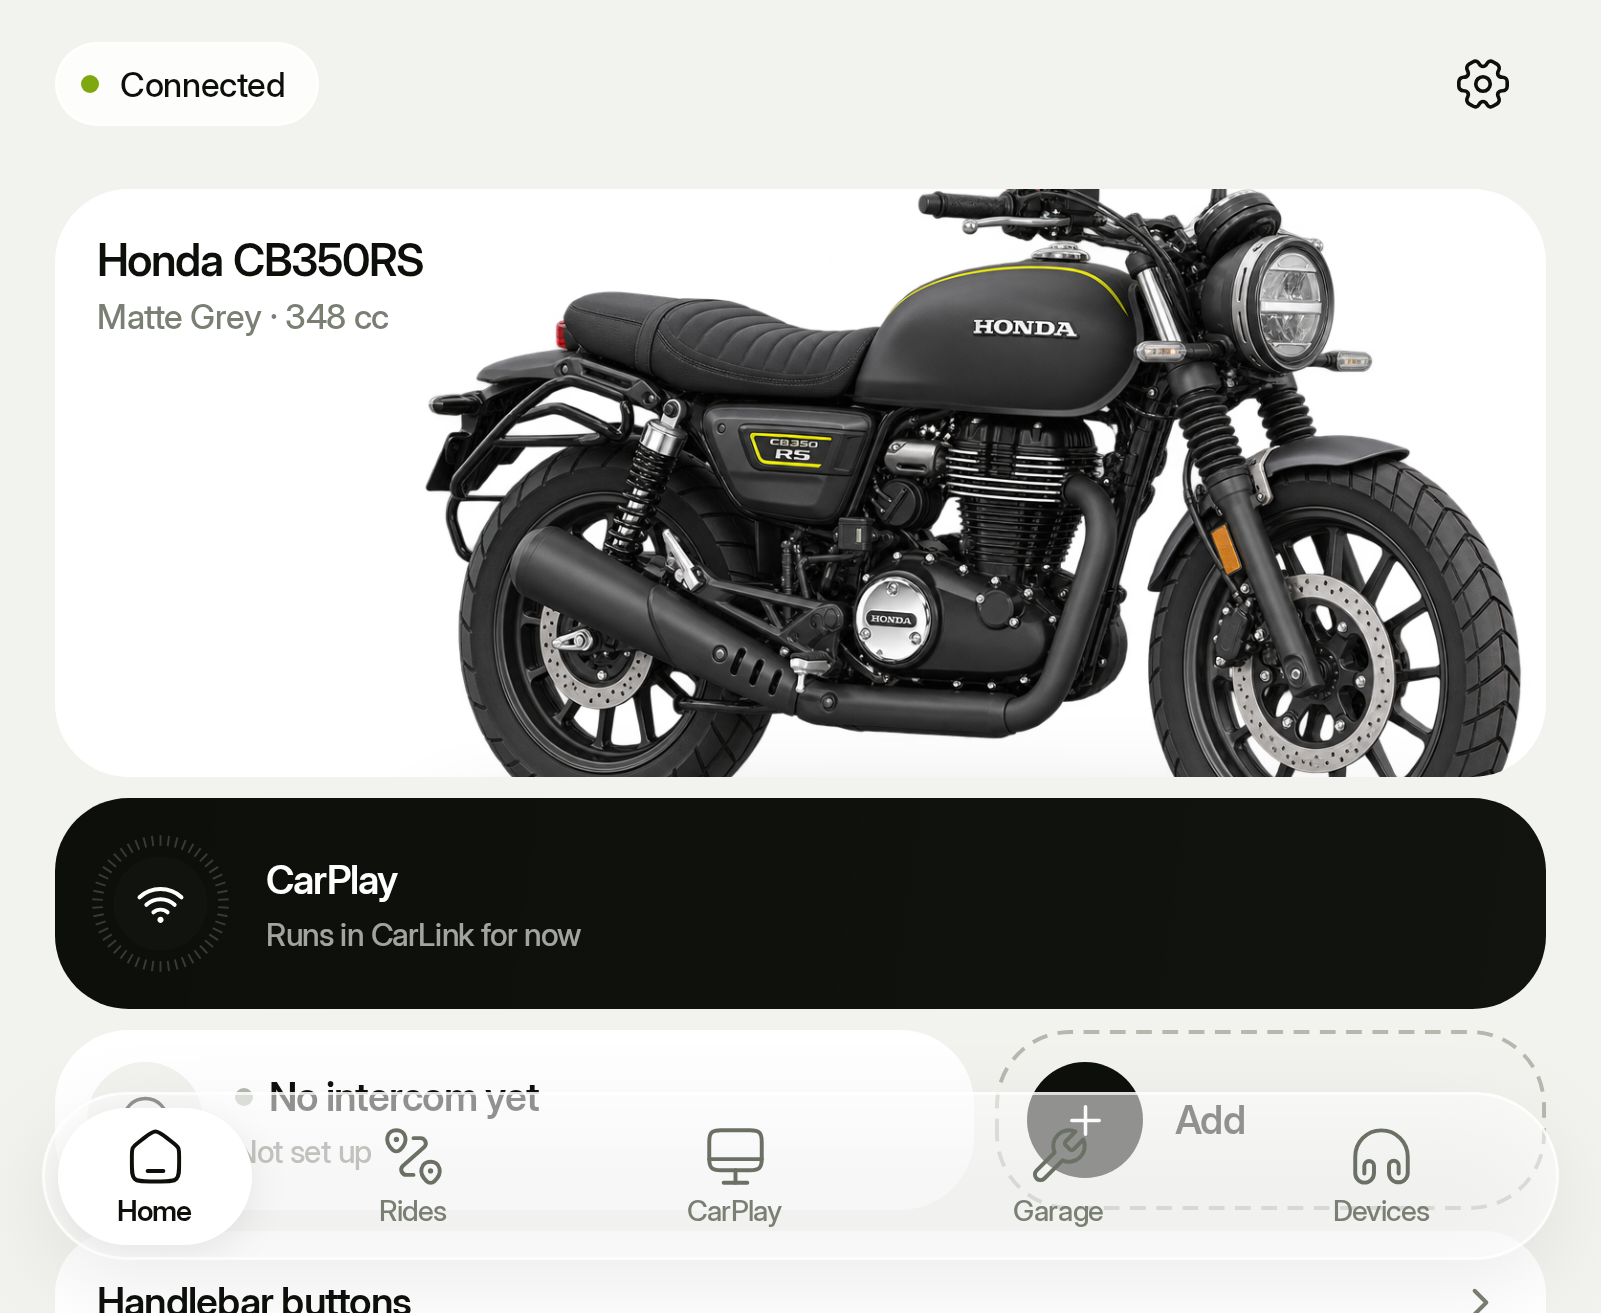 Connected
Honda CB350RS
Matte Grey · 348 cc
HONDA
CB350
RS
HONDA
CarPlay
Runs in CarLink for now
No intercom yet
Not set up
Add
Home
Rides
CarPlay
Garage
Devices
Handlebar buttons